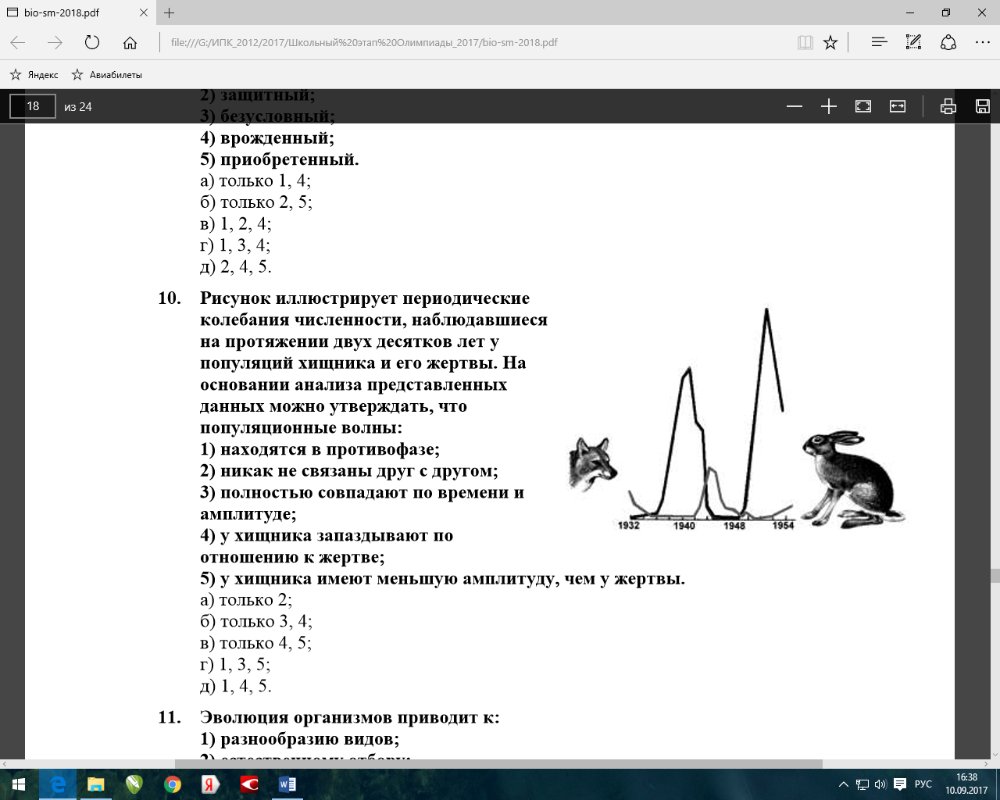 bio-sm-2018.pdf
file:///G:/ИПК_2012/2017/Школьный%20этап%20Олимпиады_2017/bio-sm-2018.pdf
Яндекс
Авиабилеты
18 из 24
2) защитный;
3) безусловный;
4) врожденный;
5) приобретенный.
а) только 1, 4;
б) только 2, 5;
в) 1, 2, 4;
г) 1, 3, 4;
д) 2, 4, 5.
10. Рисунок иллюстрирует периодические
колебания численности, наблюдавшиеся
на протяжении двух десятков лет у
популяций хищника и его жертвы. На
основании анализа представленных
данных можно утверждать, что
популяционные волны:
1) находятся в противофазе;
2) никак не связаны друг с другом;
3) полностью совпадают по времени и
амплитуде;
4) у хищника запаздывают по
отношению к жертве;
5) у хищника имеют меньшую амплитуду, чем у жертвы.
1932 1940 1948 1954
а) только 2;
б) только 3, 4;
в) только 4, 5;
г) 1, 3, 5;
д) 1, 4, 5.
11. Эволюция организмов приводит к:
1) разнообразию видов;
2) естественному отбору;
РУС
16:38
10.09.2017